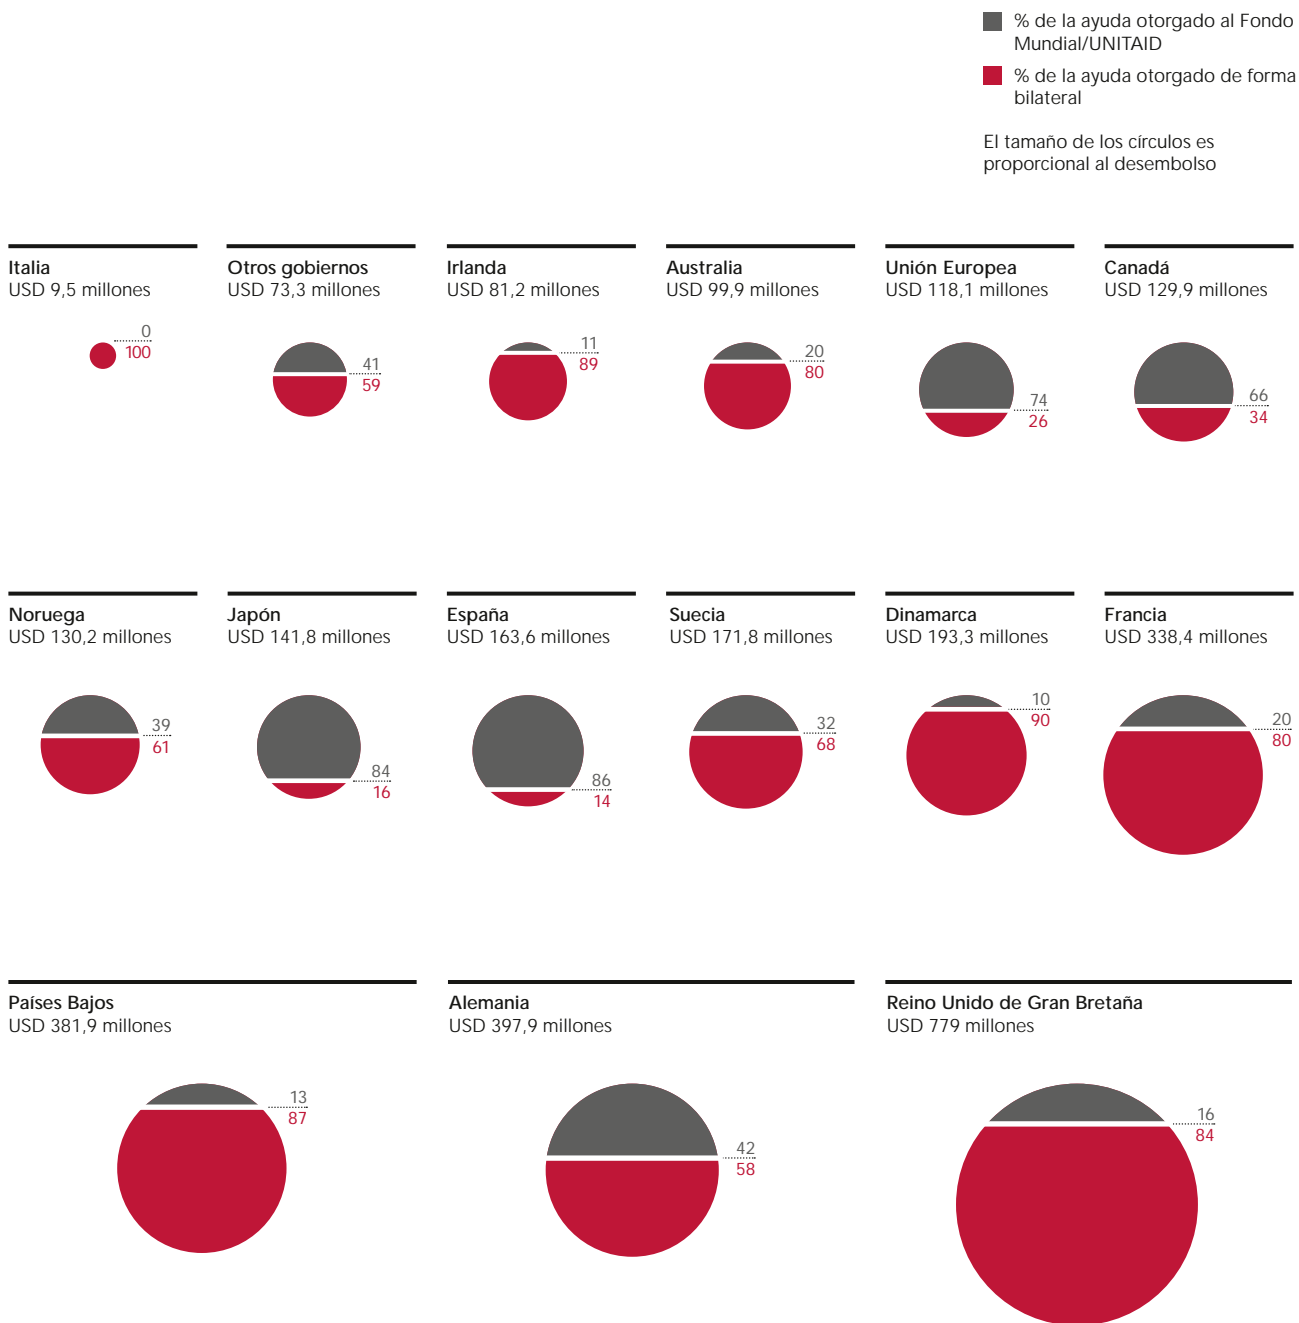 % de la ayuda otorgado al Fondo
Mundial/UNITAID
% de la ayuda otorgado de forma
bilateral
El tamaño de los círculos es
proporcional al desembolso
Italia
USD 9,5 millones
0
100
Otros gobiernos
USD 73,3 millones
41
59
Irlanda
USD 81,2 millones
11
89
Australia
USD 99,9 millones
20
80
Unión Europea
USD 118,1 millones
74
26
Canadá
USD 129,9 millones
66
34
Noruega
USD 130,2 millones
39
61
Japón
USD 141,8 millones
84
16
España
USD 163,6 millones
86
14
Suecia
USD 171,8 millones
32
68
Dinamarca
USD 193,3 millones
10
90
Francia
USD 338,4 millones
20
80
Países Bajos
USD 381,9 millones
13
87
Alemania
USD 397,9 millones
42
58
Reino Unido de Gran Bretaña
USD 779 millones
16
84